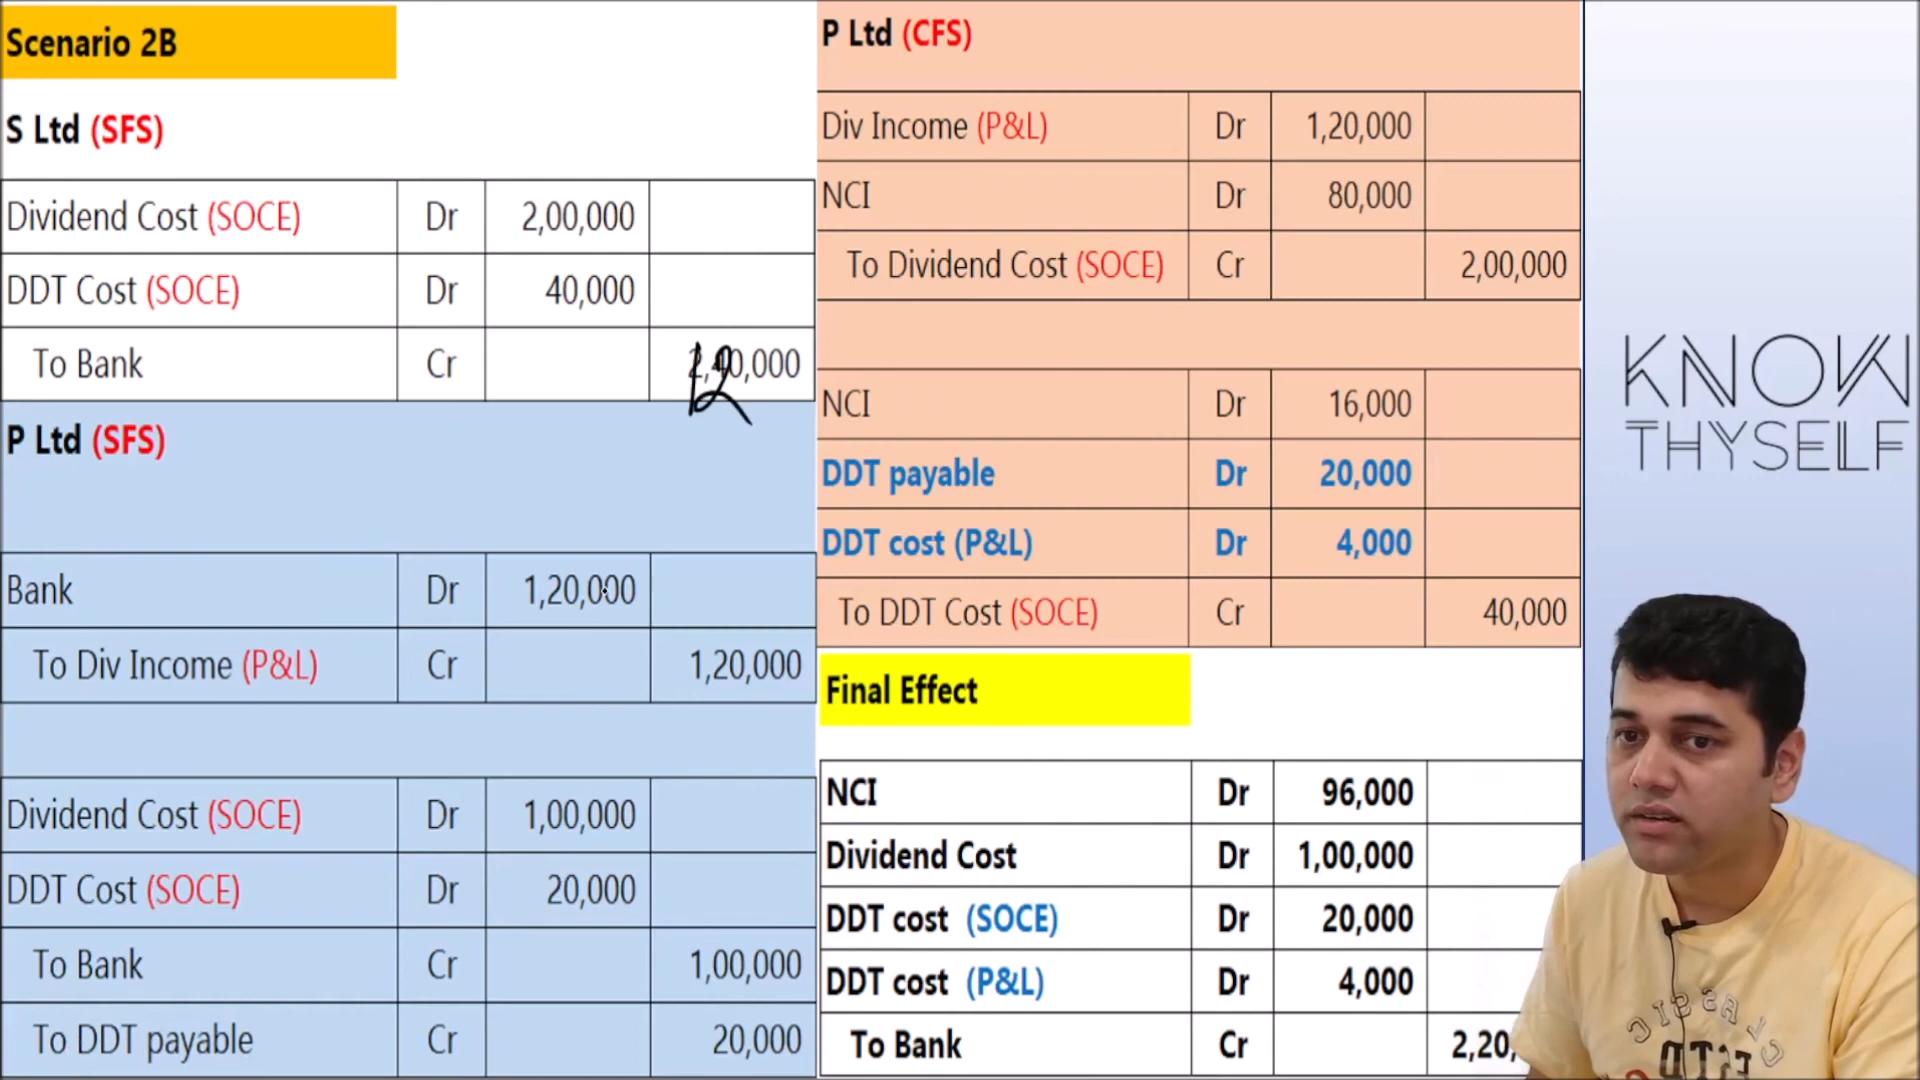 Scenario 2B
S Ltd (SFS)
Dividend Cost (SOCE) Dr 2,00,000
DDT Cost (SOCE) Dr 40,000
To Bank Cr 2,40,000
12
P Ltd (SFS)
Bank Dr 1,20,000
To Div Income (P&L) Cr 1,20,000
Dividend Cost (SOCE) Dr 1,00,000
DDT Cost (SOCE) Dr 20,000
To Bank Cr 1,00,000
To DDT payable Cr 20,000
P Ltd (CFS)
Div Income (P&L) Dr 1,20,000
NCI Dr 80,000
To Dividend Cost (SOCE) Cr 2,00,000
NCI Dr 16,000
DDT payable Dr 20,000
DDT cost (P&L) Dr 4,000
To DDT Cost (SOCE) Cr 40,000
Final Effect
NCI Dr 96,000
Dividend Cost Dr 1,00,000
DDT cost (SOCE) Dr 20,000
DDT cost (P&L) Dr 4,000
To Bank Cr 2,20,
KNOW
THYSELF